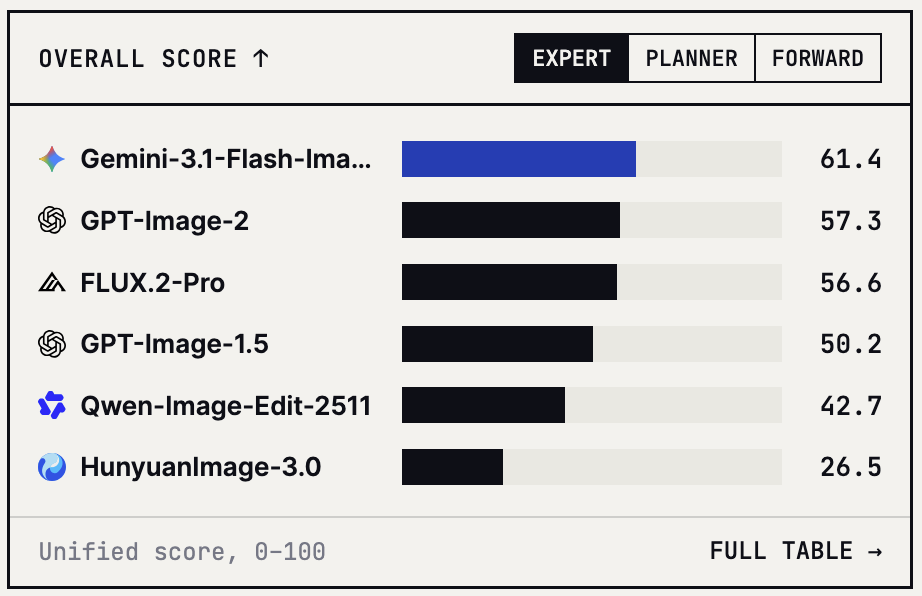 OVERALL SCORE ↑
EXPERT PLANNER FORWARD
Gemini-3.1-Flash-Ima... 61.4
GPT-Image-2 57.3
FLUX.2-Pro 56.6
GPT-Image-1.5 50.2
Qwen-Image-Edit-2511 42.7
HunyuanImage-3.0 26.5
Unified score, 0–100
FULL TABLE →